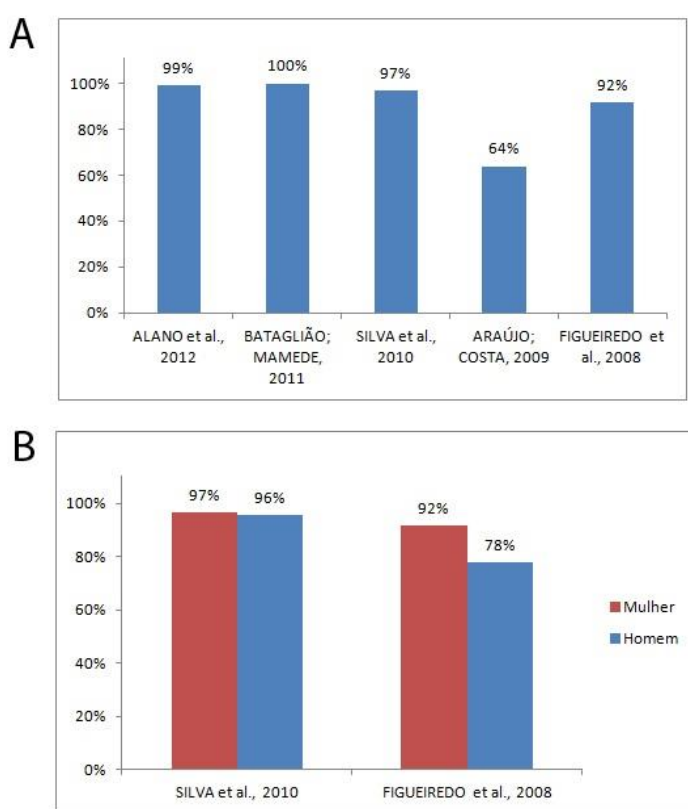 A
99%
100%
97%
64%
92%
100%
80%
60%
40%
20%
0%
ALANO et al.,
2012
BATAGLIÃO;
MAMEDE,
2011
SILVA et al.,
2010
ARAÚJO;
COSTA, 2009
FIGUEIREDO et
al., 2008
B
97%
96%
92%
78%
100%
80%
60%
40%
20%
0%
Mulher
Homem
SILVA et al., 2010
FIGUEIREDO et al., 2008